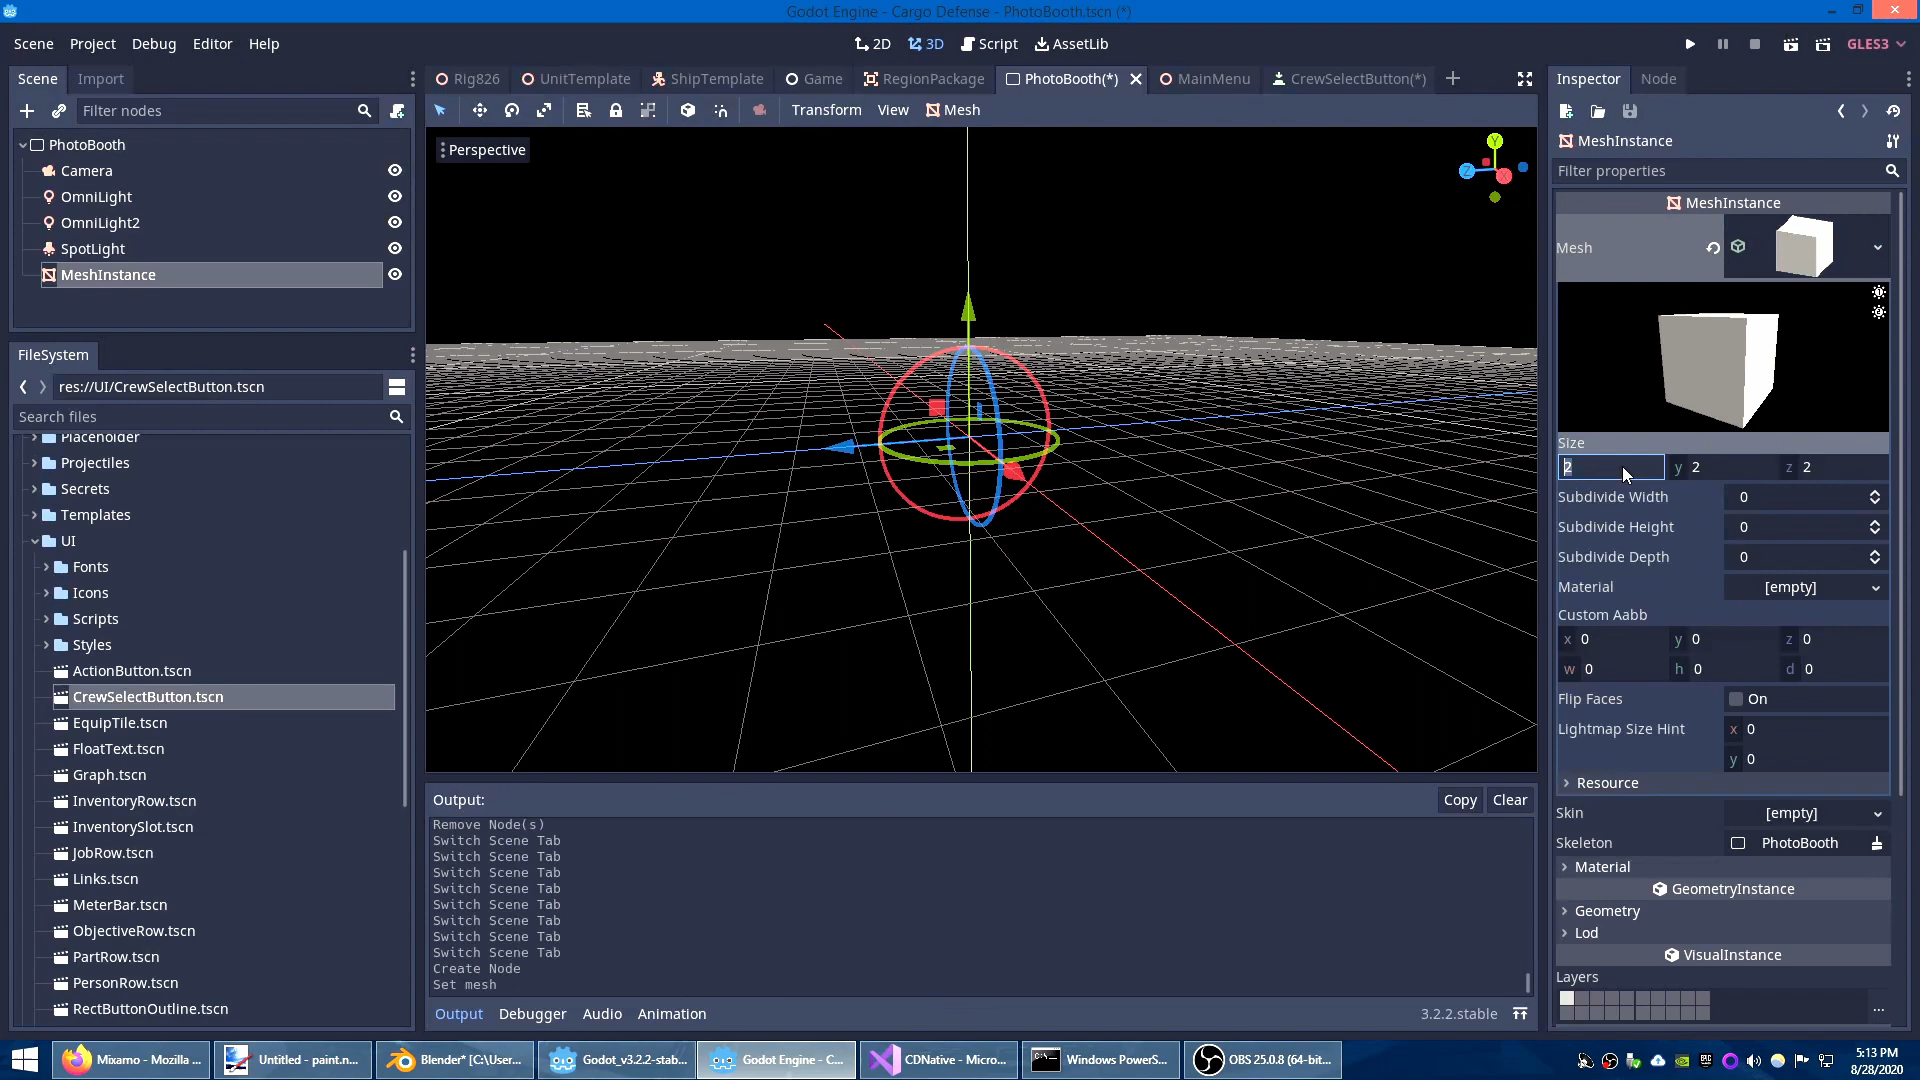 Godot Engine - Cargo Defense - PhotoBooth.tscn (*)
Scene Project Debug Editor Help
2D 3D Script AssetLib
GLES3
Scene Import
Rig826 UnitTemplate ShipTemplate Game RegionPackage PhotoBooth(*) MainMenu CrewSelectButton(*)
Inspector Node
Filter nodes
Transform View Mesh
PhotoBooth
Camera
OmniLight
OmniLight2
SpotLight
MeshInstance
Perspective
Y
Z
X
MeshInstance
Filter properties
MeshInstance
Mesh
Size
2 y 2 z 2
Subdivide Width 0
Subdivide Height 0
Subdivide Depth 0
Material [empty]
Custom Aabb
x 0 y 0 z 0
w 0 h 0 d 0
Flip Faces On
Lightmap Size Hint x 0
y 0
Resource
Skin [empty]
Skeleton PhotoBooth
Material
GeometryInstance
Geometry
Lod
VisualInstance
Layers
...
FileSystem
res://UI/CrewSelectButton.tscn
Search files
Placeholder
Projectiles
Secrets
Templates
UI
Fonts
Icons
Scripts
Styles
ActionButton.tscn
CrewSelectButton.tscn
EquipTile.tscn
FloatText.tscn
Graph.tscn
InventoryRow.tscn
InventorySlot.tscn
JobRow.tscn
Links.tscn
MeterBar.tscn
ObjectiveRow.tscn
PartRow.tscn
PersonRow.tscn
RectButtonOutline.tscn
Output:
Copy Clear
Remove Node(s)
Switch Scene Tab
Switch Scene Tab
Switch Scene Tab
Switch Scene Tab
Switch Scene Tab
Switch Scene Tab
Switch Scene Tab
Switch Scene Tab
Create Node
Set mesh
Output Debugger Audio Animation
3.2.2.stable
Mixamo - Mozilla ...
Untitled - paint.n...
Blender* [C:\User...
Godot_v3.2.2-stab...
Godot Engine - C...
CDNative - Micro...
Windows PowerS...
OBS 25.0.8 (64-bit...
5:13 PM
8/28/2020